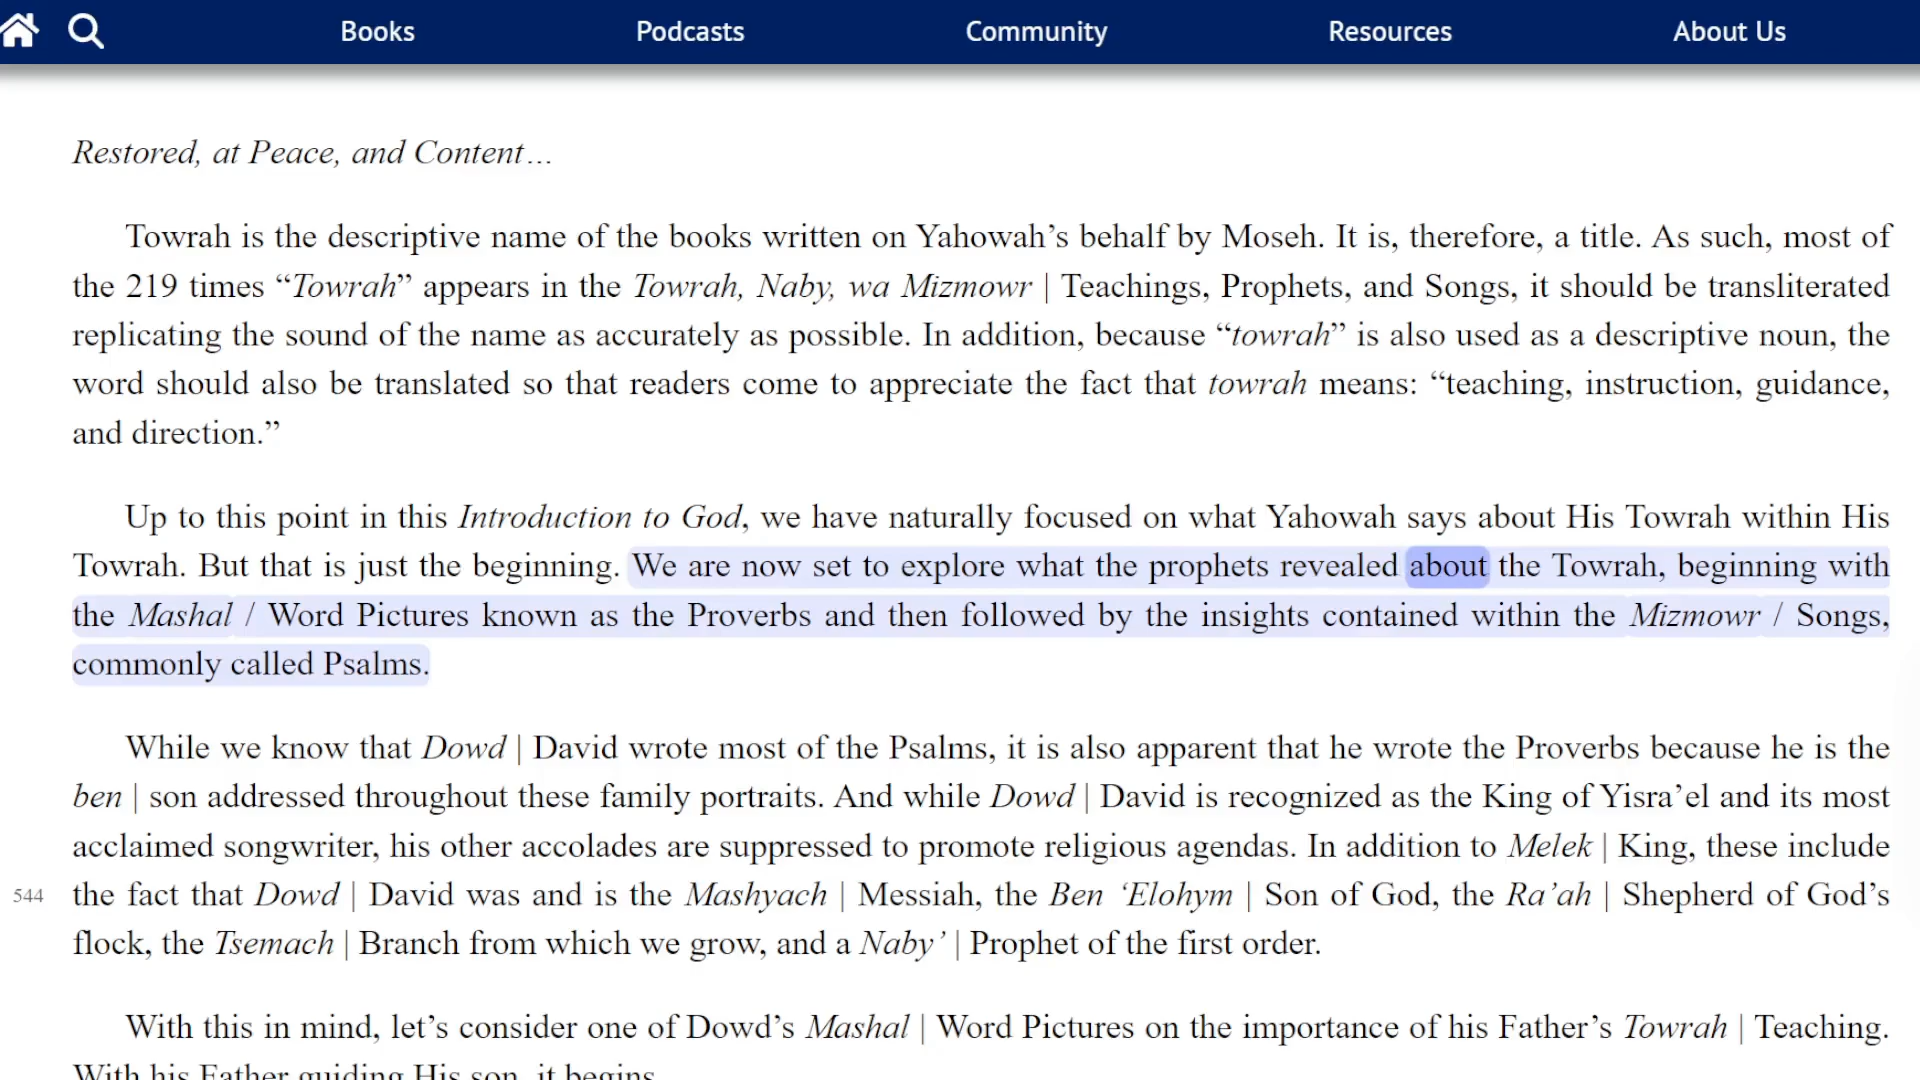 Books Podcasts Community Resources About Us
Restored, at Peace, and Content…
Towrah is the descriptive name of the books written on Yahowah’s behalf by Moseh. It is, therefore, a title. As such, most of
the 219 times “Towrah” appears in the Towrah, Naby, wa Mizmowr | Teachings, Prophets, and Songs, it should be transliterated
replicating the sound of the name as accurately as possible. In addition, because “towrah” is also used as a descriptive noun, the
word should also be translated so that readers come to appreciate the fact that towrah means: “teaching, instruction, guidance,
and direction.”
Up to this point in this Introduction to God, we have naturally focused on what Yahowah says about His Towrah within His
Towrah. But that is just the beginning. We are now set to explore what the prophets revealed about the Towrah, beginning with
the Mashal / Word Pictures known as the Proverbs and then followed by the insights contained within the Mizmowr / Songs,
commonly called Psalms.
While we know that Dowd | David wrote most of the Psalms, it is also apparent that he wrote the Proverbs because he is the
ben | son addressed throughout these family portraits. And while Dowd | David is recognized as the King of Yisra’el and its most
acclaimed songwriter, his other accolades are suppressed to promote religious agendas. In addition to Melek | King, these include
544 the fact that Dowd | David was and is the Mashyach | Messiah, the Ben ‘Elohym | Son of God, the Ra’ah | Shepherd of God’s
flock, the Tsemach | Branch from which we grow, and a Naby’ | Prophet of the first order.
With this in mind, let’s consider one of Dowd’s Mashal | Word Pictures on the importance of his Father’s Towrah | Teaching.
With his Father guiding His son, it begins